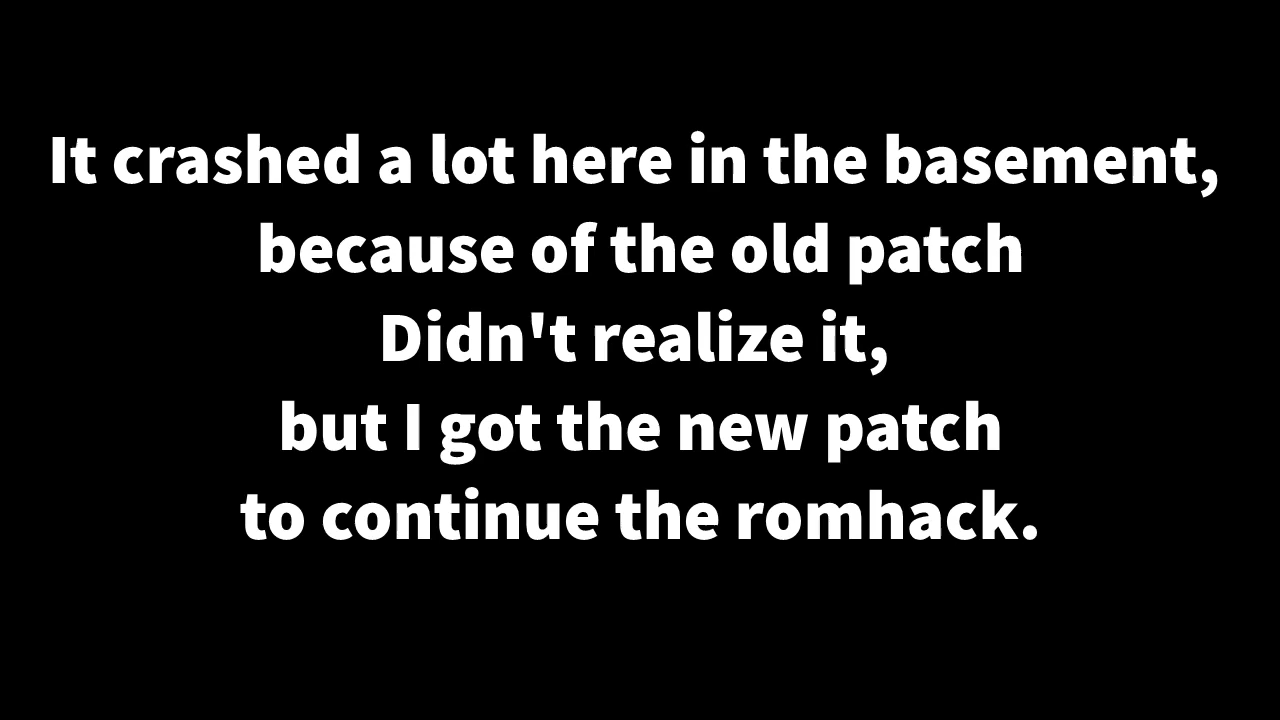 It crashed a lot here in the basement,
because of the old patch
Didn't realize it,
but I got the new patch
to continue the romhack.